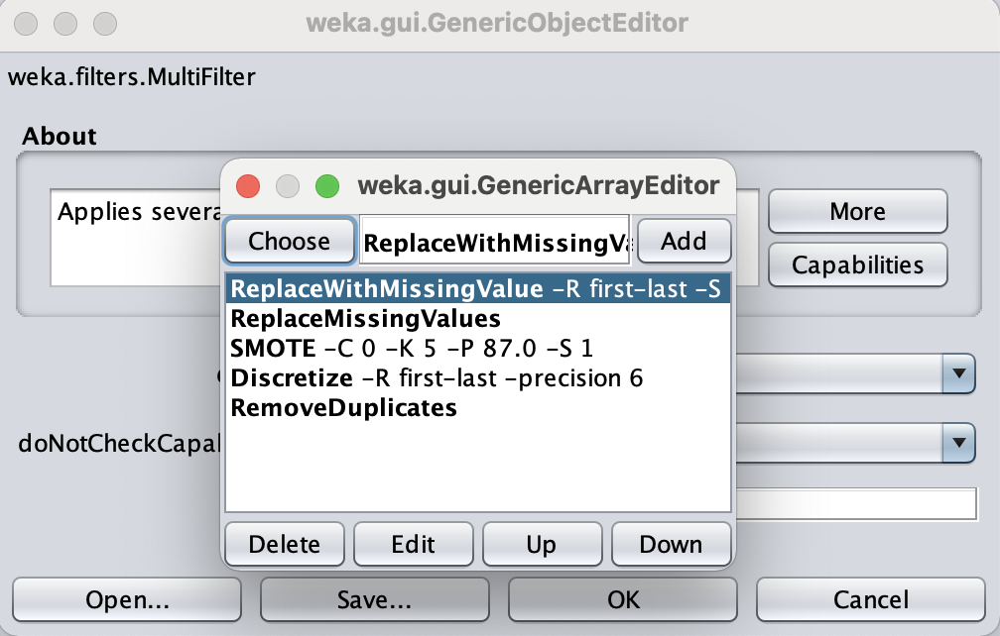 weka.gui.GenericObjectEditor
weka.filters.MultiFilter
About
Applies severa
More
Capabilities
weka.gui.GenericArrayEditor
Choose
ReplaceWithMissingVa
Add
ReplaceWithMissingValue -R first-last -S
ReplaceMissingValues
SMOTE -C 0 -K 5 -P 87.0 -S 1
Discretize -R first-last -precision 6
RemoveDuplicates
doNotCheckCapal
Delete
Edit
Up
Down
Open...
Save...
OK
Cancel